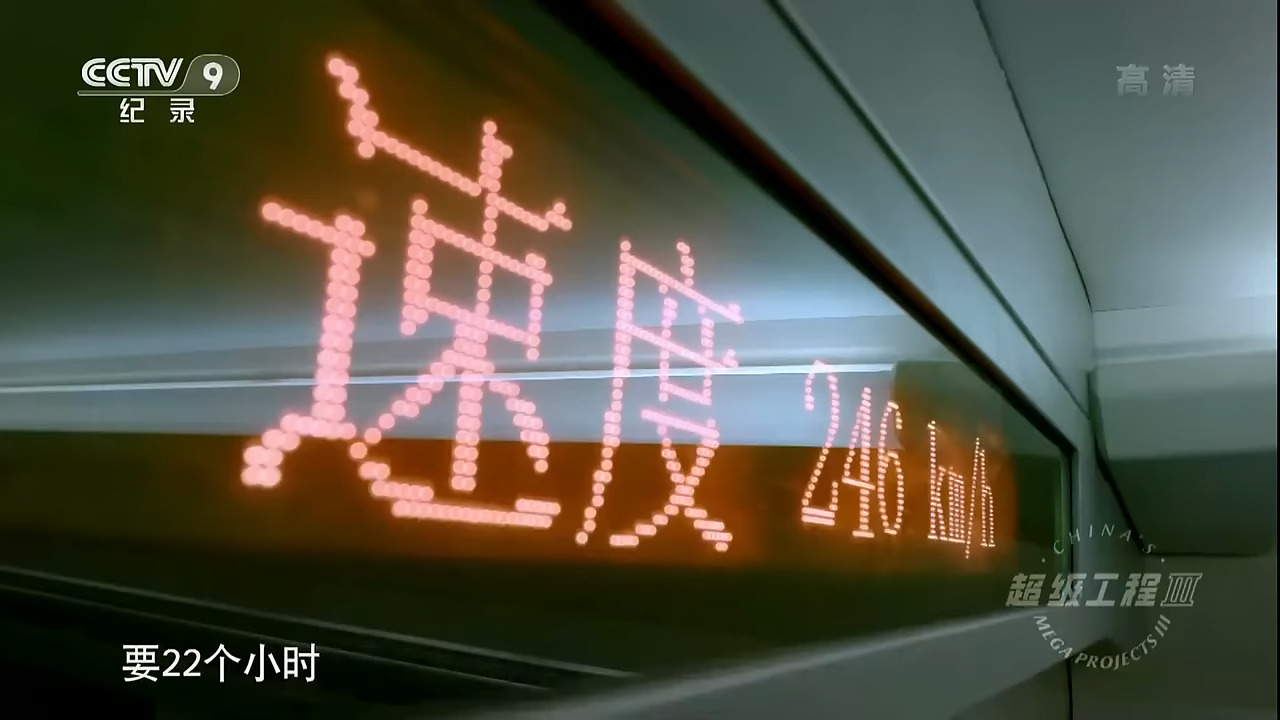 CCTV 9
纪录
高清
速度 246 km/h
CHINA'S
超级工程III
MEGA PROJECTS III
要22个小时